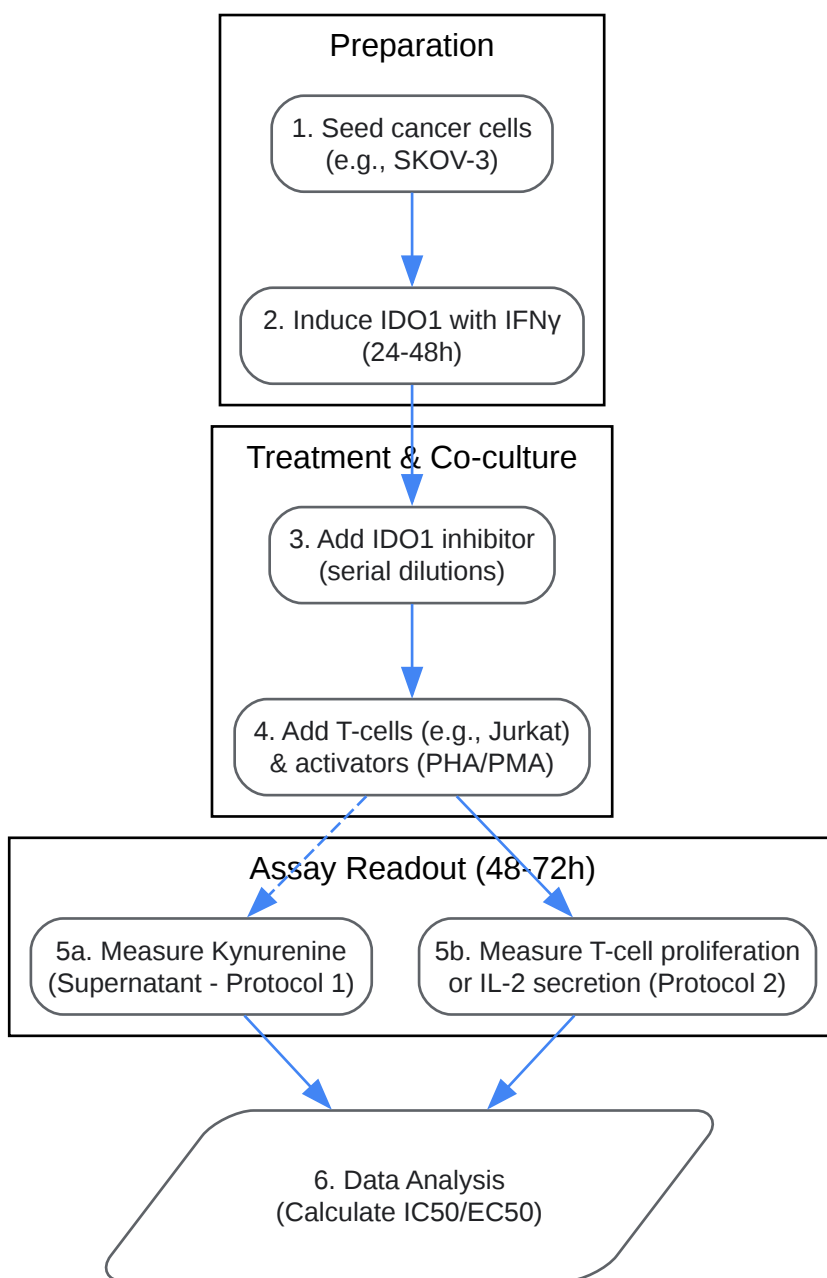 Preparation
1. Seed cancer cells
(e.g., SKOV-3)
2. Induce IDO1 with IFNγ
(24-48h)
Treatment & Co-culture
3. Add IDO1 inhibitor
(serial dilutions)
4. Add T-cells (e.g., Jurkat)
& activators (PHA/PMA)
Assay Readout (48-72h)
5a. Measure Kynurenine
(Supernatant - Protocol 1)
5b. Measure T-cell proliferation
or IL-2 secretion (Protocol 2)
6. Data Analysis
(Calculate IC50/EC50)